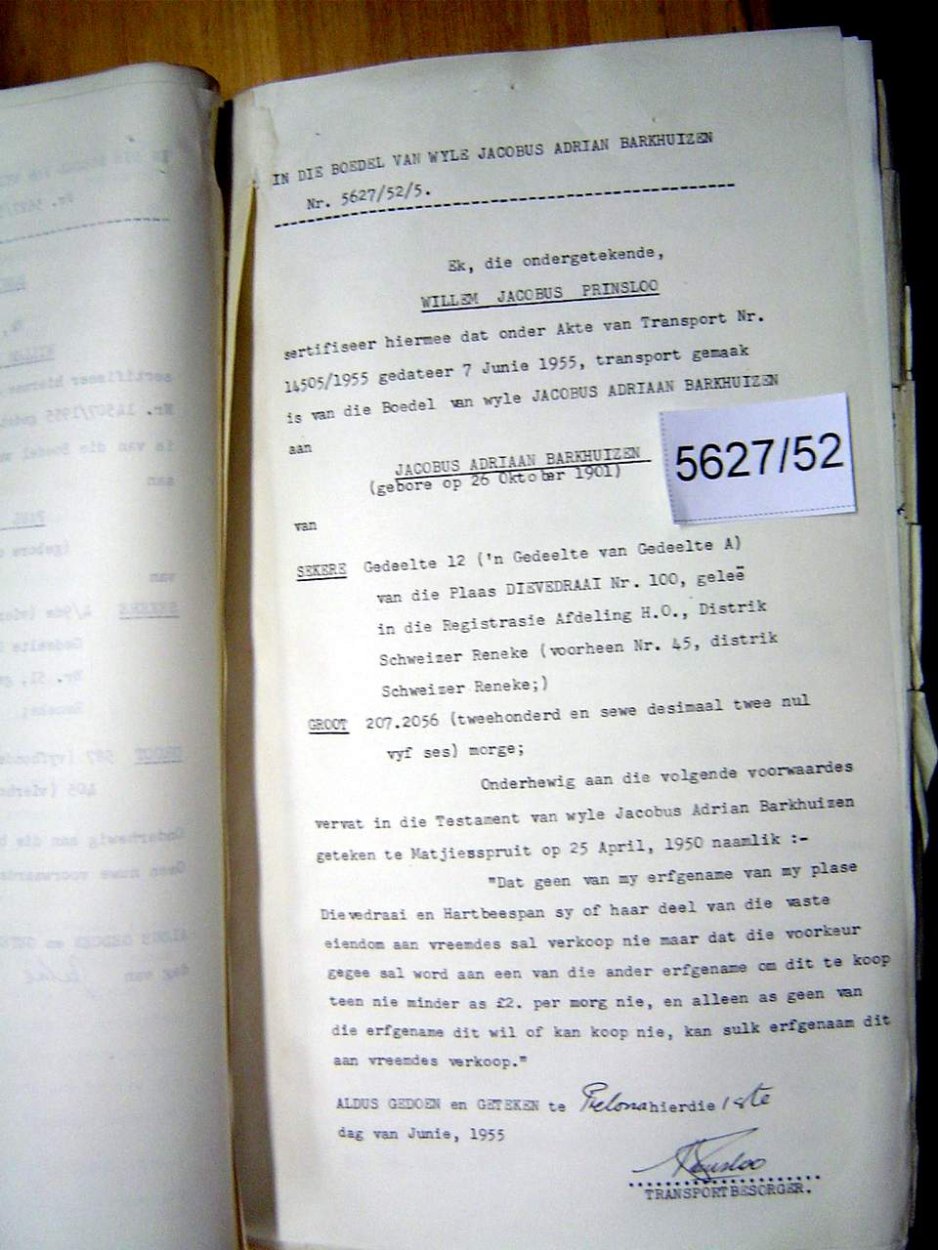 IN DIE BOEDEL VAN WYLE JACOBUS ADRIAN BARKHUIZEN
Nr. 5627/52/5.
Ek, die ondergetekende,
WILLEM JACOBUS PRINSLOO
sertifiseer hiermee dat onder Akte van Transport Nr.
14505/1955 gedateer 7 Junie 1955, transport gemaak
is van die Boedel van wyle JACOBUS ADRIAAN BARKHUIZEN
aan
JACOBUS ADRIAAN BARKHUIZEN
(gebore op 26 Oktober 1901)
5627/52
van
SEKERE Gedeelte 12 ('n Gedeelte van Gedeelte A)
van die Plaas DIEVEDRAAI Nr. 100, geleë
in die Registrasie Afdeling H.O., Distrik
Schweizer Reneke (voorheen Nr. 45, distrik
Schweizer Reneke;)
GROOT 207.2056 (tweehonderd en sewe desimaal twee nul
vyf ses) morge;
Onderhewig aan die volgende voorwaardes
vervat in die Testament van wyle Jacobus Adrian Barkhuizen
geteken te Matjiesspruit op 25 April, 1950 naamlik :-
"Dat geen van my erfgename van my plase
Dievedraai en Hartbeespan sy of haar deel van die vaste
eiendom aan vreemdes sal verkoop nie maar dat die voorkeur
gegee sal word aan een van die ander erfgename om dit te koop
teen nie minder as £2. per morg nie, en alleen as geen van
die erfgename dit wil of kan koop nie, kan sulk erfgenaam dit
aan vreemdes verkoop."
ALDUS GEDOEN en GETEKEN te hierdie
dag van Junie, 1955
TRANSPORTBESORGER.